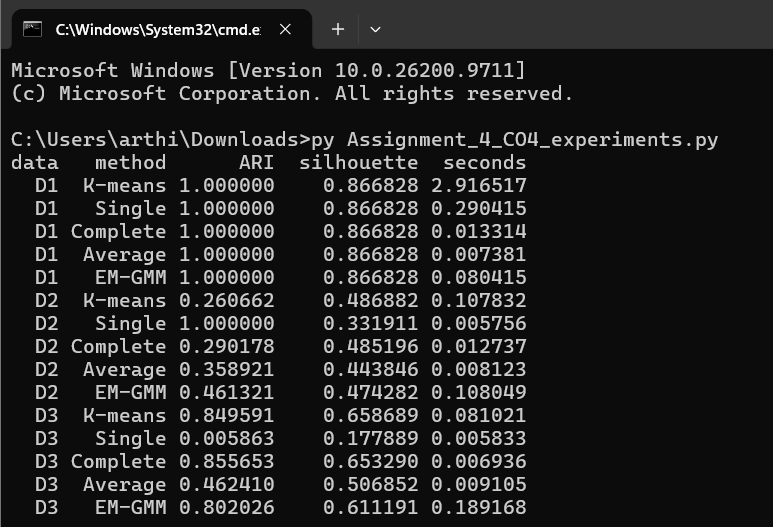 C:\Windows\System32\cmd.e
Microsoft Windows [Version 10.0.26200.9711]
(c) Microsoft Corporation. All rights reserved.
C:\Users\arthi\Downloads>py Assignment_4_CO4_experiments.py
data   method      ARI  silhouette  seconds
  D1  K-means 1.000000    0.866828 2.916517
  D1   Single 1.000000    0.866828 0.290415
  D1 Complete 1.000000    0.866828 0.013314
  D1  Average 1.000000    0.866828 0.007381
  D1   EM-GMM 1.000000    0.866828 0.080415
  D2  K-means 0.260662    0.486882 0.107832
  D2   Single 1.000000    0.331911 0.005756
  D2 Complete 0.290178    0.485196 0.012737
  D2  Average 0.358921    0.443846 0.008123
  D2   EM-GMM 0.461321    0.474282 0.108049
  D3  K-means 0.849591    0.658689 0.081021
  D3   Single 0.005863    0.177889 0.005833
  D3 Complete 0.855653    0.653290 0.006936
  D3  Average 0.462410    0.506852 0.009105
  D3   EM-GMM 0.802026    0.611191 0.189168